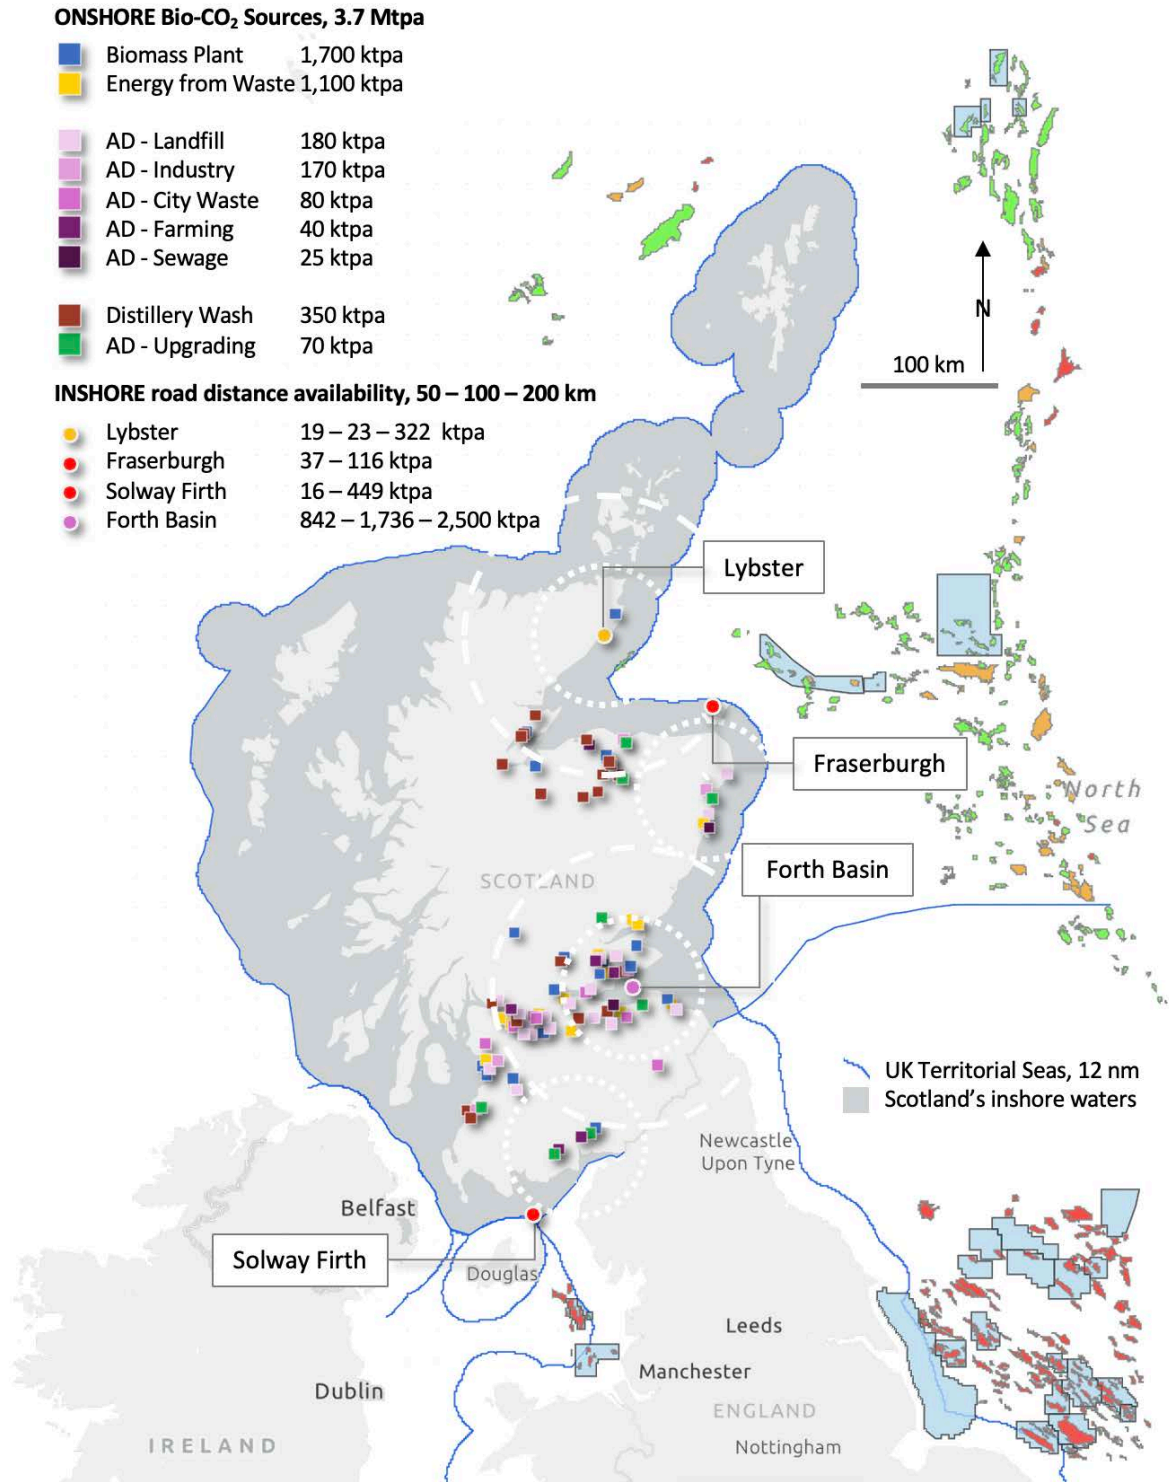 ONSHORE Bio-CO₂ Sources, 3.7 Mtpa
Biomass Plant 1,700 ktpa
Energy from Waste 1,100 ktpa
AD - Landfill 180 ktpa
AD - Industry 170 ktpa
AD - City Waste 80 ktpa
AD - Farming 40 ktpa
AD - Sewage 25 ktpa
Distillery Wash 350 ktpa
AD - Upgrading 70 ktpa
INSHORE road distance availability, 50 – 100 – 200 km
Lybster 19 – 23 – 322 ktpa
Fraserburgh 37 – 116 ktpa
Solway Firth 16 – 449 ktpa
Forth Basin 842 – 1,736 – 2,500 ktpa
N
100 km
Lybster
Fraserburgh
North
Sea
Forth Basin
SCOTLAND
UK Territorial Seas, 12 nm
Scotland's inshore waters
Newcastle
Upon Tyne
Belfast
Solway Firth
Douglas
Leeds
Manchester
Dublin
ENGLAND
IRELAND
Nottingham